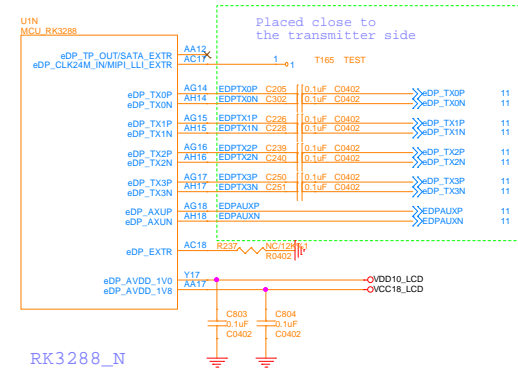 U1N
MCU_RK3288
Placed close to
the transmitter side
eDP_TP_OUT/SATA_EXTR AA12
eDP_CLK24M_IN/MIPI_LLI_EXTR AC17 1 1 T165 TEST
eDP_TX0P AG14 EDPTX0P C205 0.1uF C0402 eDP_TX0P 11
eDP_TX0N AH14 EDPTX0N C302 0.1uF C0402 eDP_TX0N 11
eDP_TX1P AG15 EDPTX1P C226 0.1uF C0402 eDP_TX1P 11
eDP_TX1N AH15 EDPTX1N C228 0.1uF C0402 eDP_TX1N 11
eDP_TX2P AG16 EDPTX2P C239 0.1uF C0402 eDP_TX2P 11
eDP_TX2N AH16 EDPTX2N C240 0.1uF C0402 eDP_TX2N 11
eDP_TX3P AG17 EDPTX3P C250 0.1uF C0402 eDP_TX3P 11
eDP_TX3N AH17 EDPTX3N C251 0.1uF C0402 eDP_TX3N 11
eDP_AXUP AG18 EDPAUXP EDPAUXP 11
eDP_AXUN AH18 EDPAUXN EDPAUXN 11
eDP_EXTR AC18 R237
R0402
eDP_AVDD_1V0 Y17 VDD10_LCD
eDP_AVDD_1V8 AA17 VCC18_LCD
C803 C804
0.1uF 0.1uF
C0402 C0402
RK3288_N